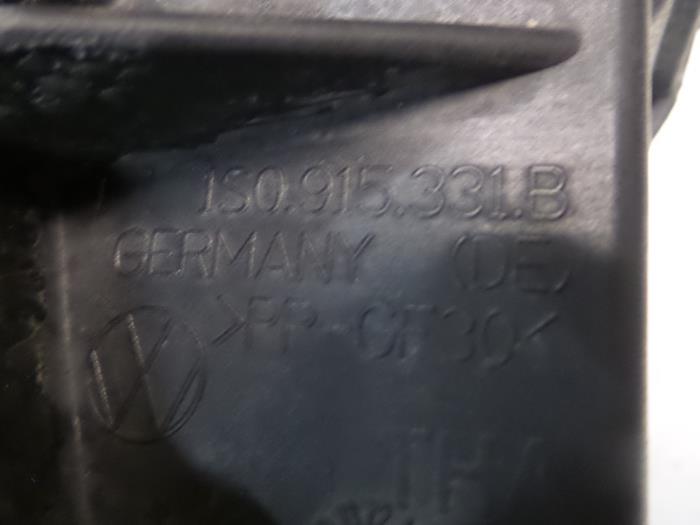 1S0.915.331.B
GERMANY (DE)
>PP-GF30<